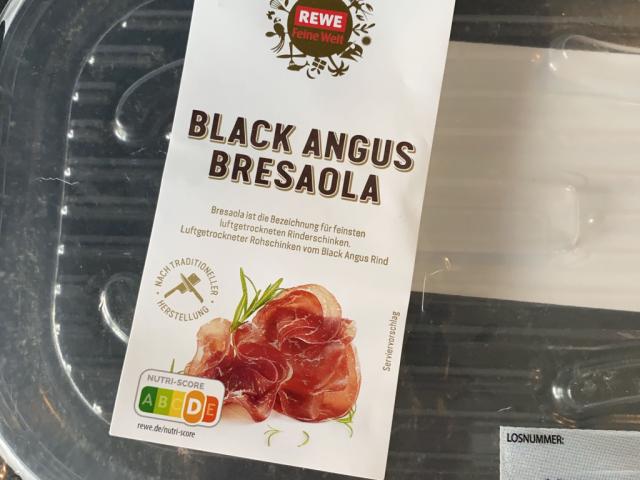 REWE
Feine Welt
BLACK ANGUS
BRESAOLA
Bresaola ist die Bezeichnung für feinsten
luftgetrockneten Rinderschinken.
Luftgetrockneter Rohschinken vom Black Angus Rind
NACH TRADITIONELLER
HERSTELLUNG
Serviervorschlag
NUTRI-SCORE
A B C D E
rewe.de/nutri-score
LOSNUMMER: